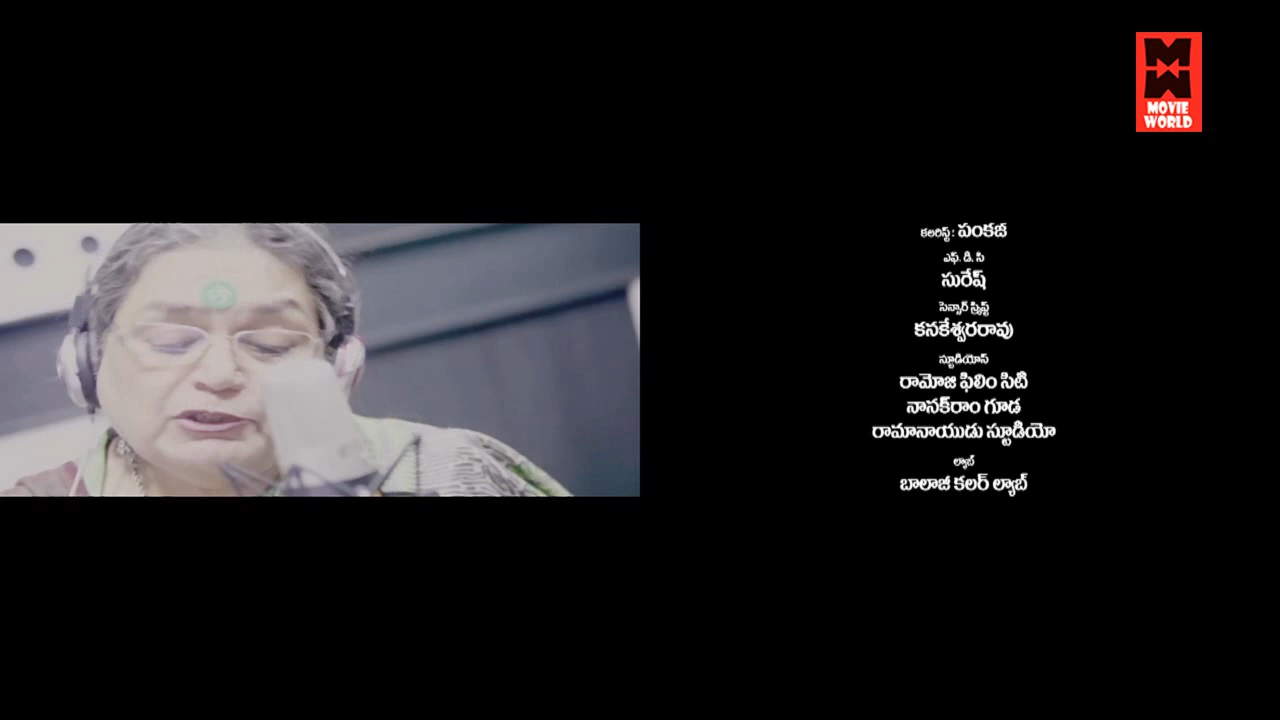 MOVIE
WORLD
కలరిస్ట్ : పంకజ్
ఎఫ్. డి. సి
సురేష్
సెన్సార్ స్క్రిప్ట్
కనకేశ్వరరావు
స్టూడియోస్
రామోజి ఫిలిం సిటీ
నానక్‌రాం గూడ
రామానాయుడు స్టూడియో
ల్యాబ్
బాలాజీ కలర్ ల్యాబ్